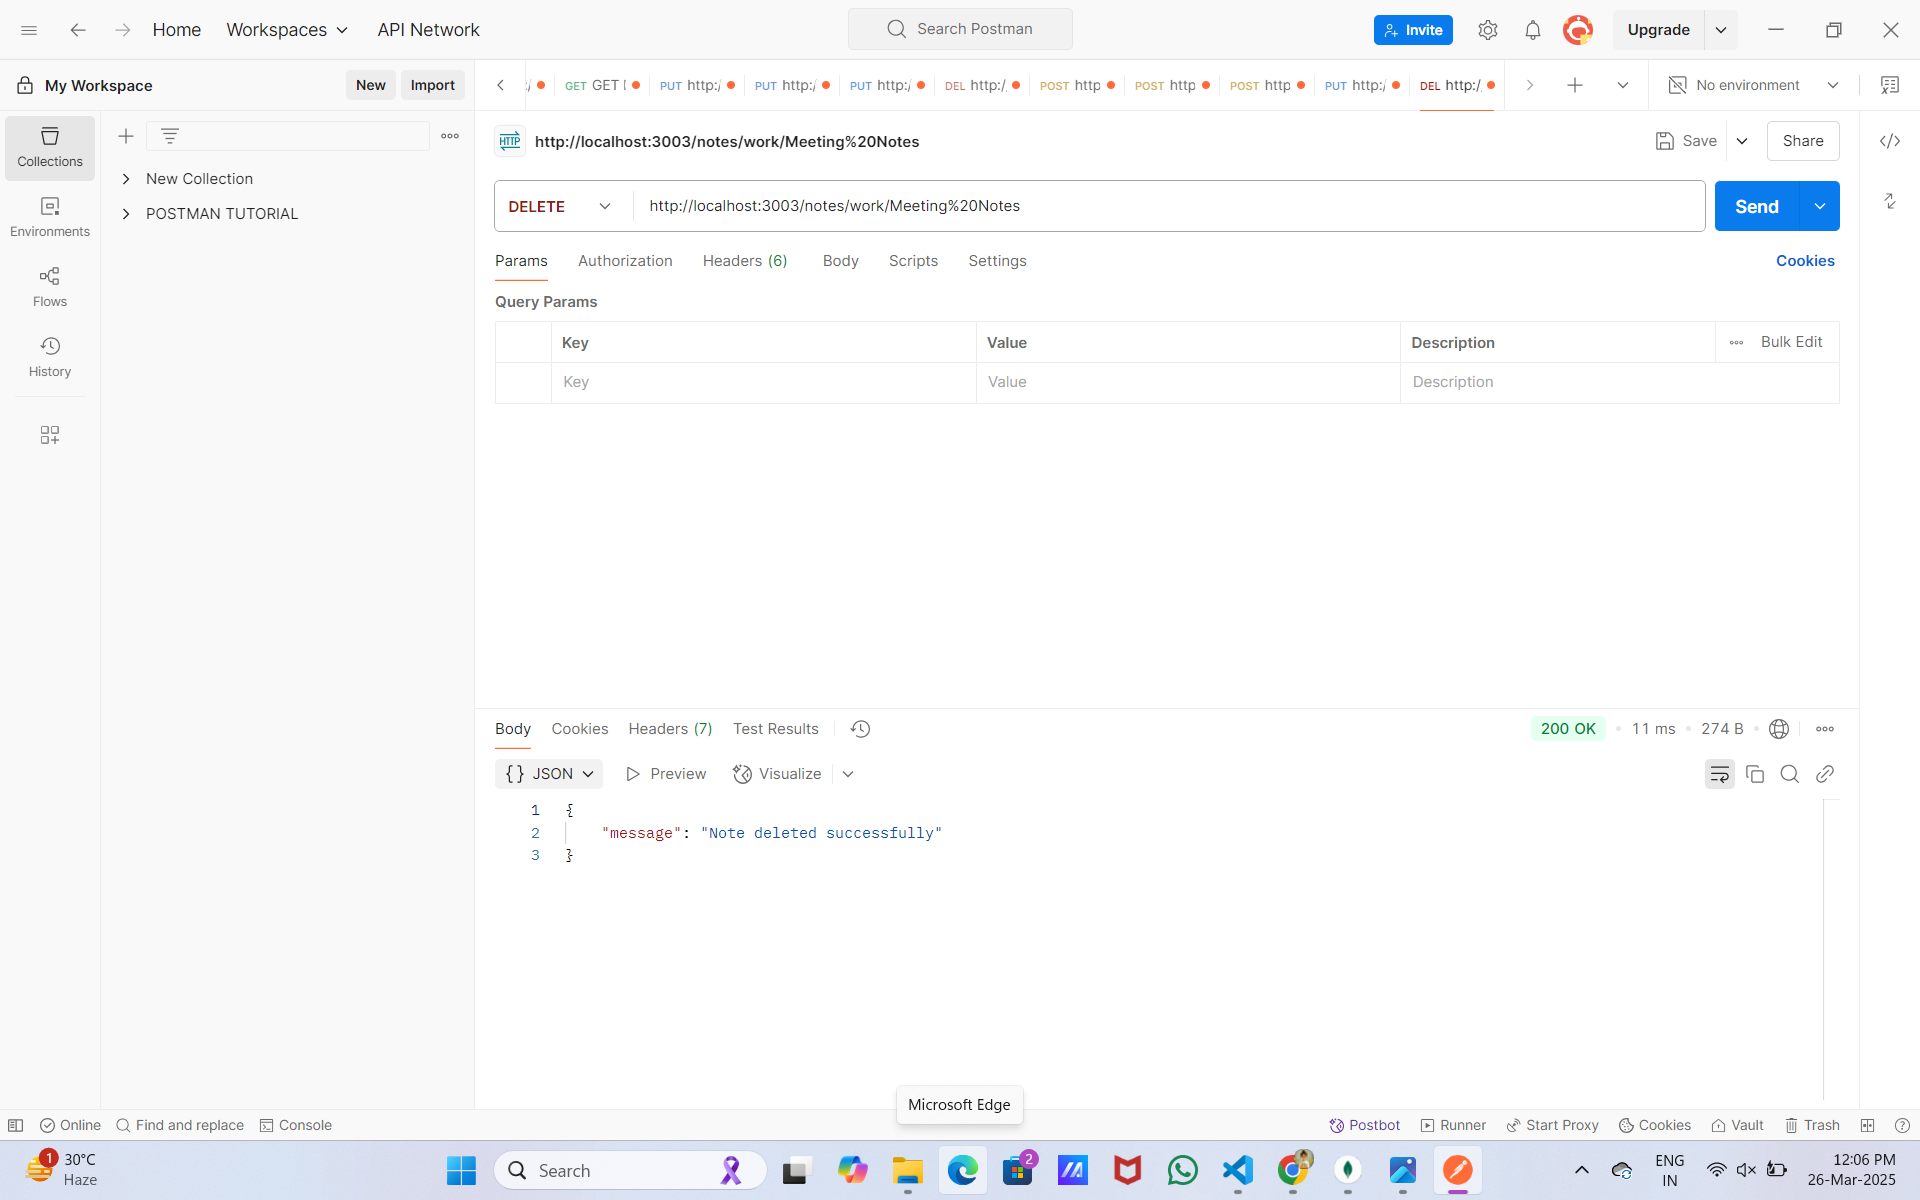 Home
Workspaces
API Network
Search Postman
Invite
Upgrade
My Workspace
New
Import
GET GET
PUT http:/
PUT http:/
PUT http:/
DEL http:/
POST http
POST http
POST http
PUT http:/
DEL http:/
No environment
Collections
Environments
Flows
History
New Collection
POSTMAN TUTORIAL
HTTP
http://localhost:3003/notes/work/Meeting%20Notes
Save
Share
DELETE
http://localhost:3003/notes/work/Meeting%20Notes
Send
Params
Authorization
Headers (6)
Body
Scripts
Settings
Cookies
Query Params
Key
Value
Description
Bulk Edit
Key
Value
Description
Body
Cookies
Headers (7)
Test Results
200 OK
11 ms
274 B
{} JSON
Preview
Visualize
1 {
2 "message": "Note deleted successfully"
3 }
Microsoft Edge
Online
Find and replace
Console
Postbot
Runner
Start Proxy
Cookies
Vault
Trash
1
30°C
Haze
Search
2
ENG
IN
12:06 PM
26-Mar-2025